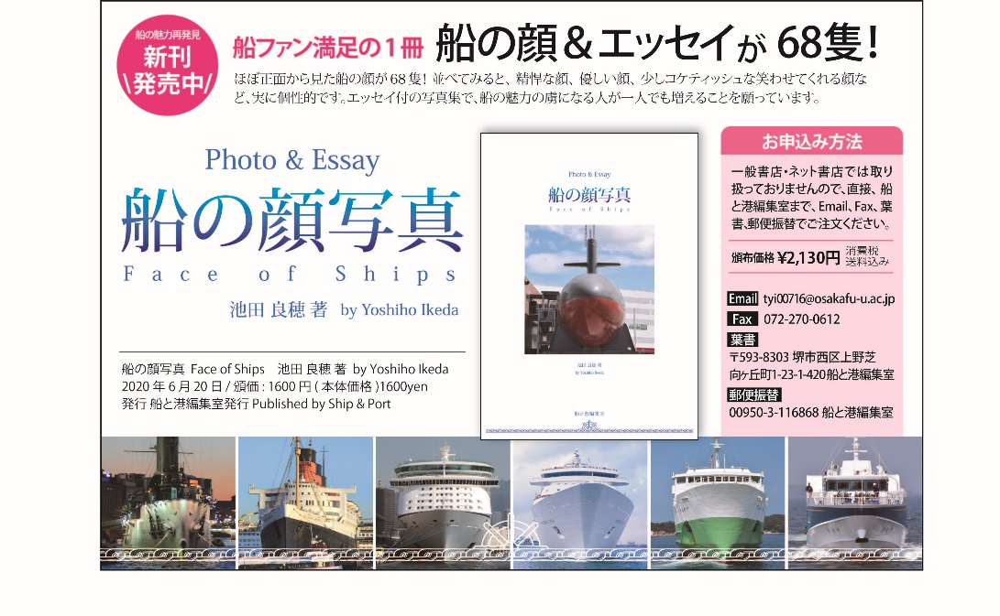 船の魅力再発見
新刊
\発売中/
船ファン満足の1冊 船の顔＆エッセイが 68隻！
ほぼ正面から見た船の顔が68隻！並べてみると、精悍な顔、優しい顔、少しコケティッシュな笑わせてくれる顔な
ど、実に個性的です。エッセイ付の写真集で、船の魅力の虜になる人が一人でも増えることを願っています。
Photo & Essay
船の顔写真
Face of Ships
池田 良穂 著 by Yoshiho Ikeda
船の顔写真 Face of Ships 池田 良穂 著 by Yoshiho Ikeda
2020年6月20日/ 頒価：1600円(本体価格)1600yen
発行 船と港編集室発行 Published by Ship & Port
Photo & Essay
船の顔写真
Face of Ships
池田 良穂 著
by Yoshiho Ikeda
船と港編集室
お申込み方法
一般書店・ネット書店では取り
扱っておりませんので、直接、船
と港編集室まで、Email、Fax、葉
書、郵便振替でご注文ください。
頒布価格 ¥2,130円 消費税
送料込み
Email tyi00716@osakafu-u.ac.jp
Fax 072-270-0612
葉書
〒593-8303 堺市西区上野芝
向ヶ丘町1-23-1-420船と港編集室
郵便振替
00950-3-116868 船と港編集室